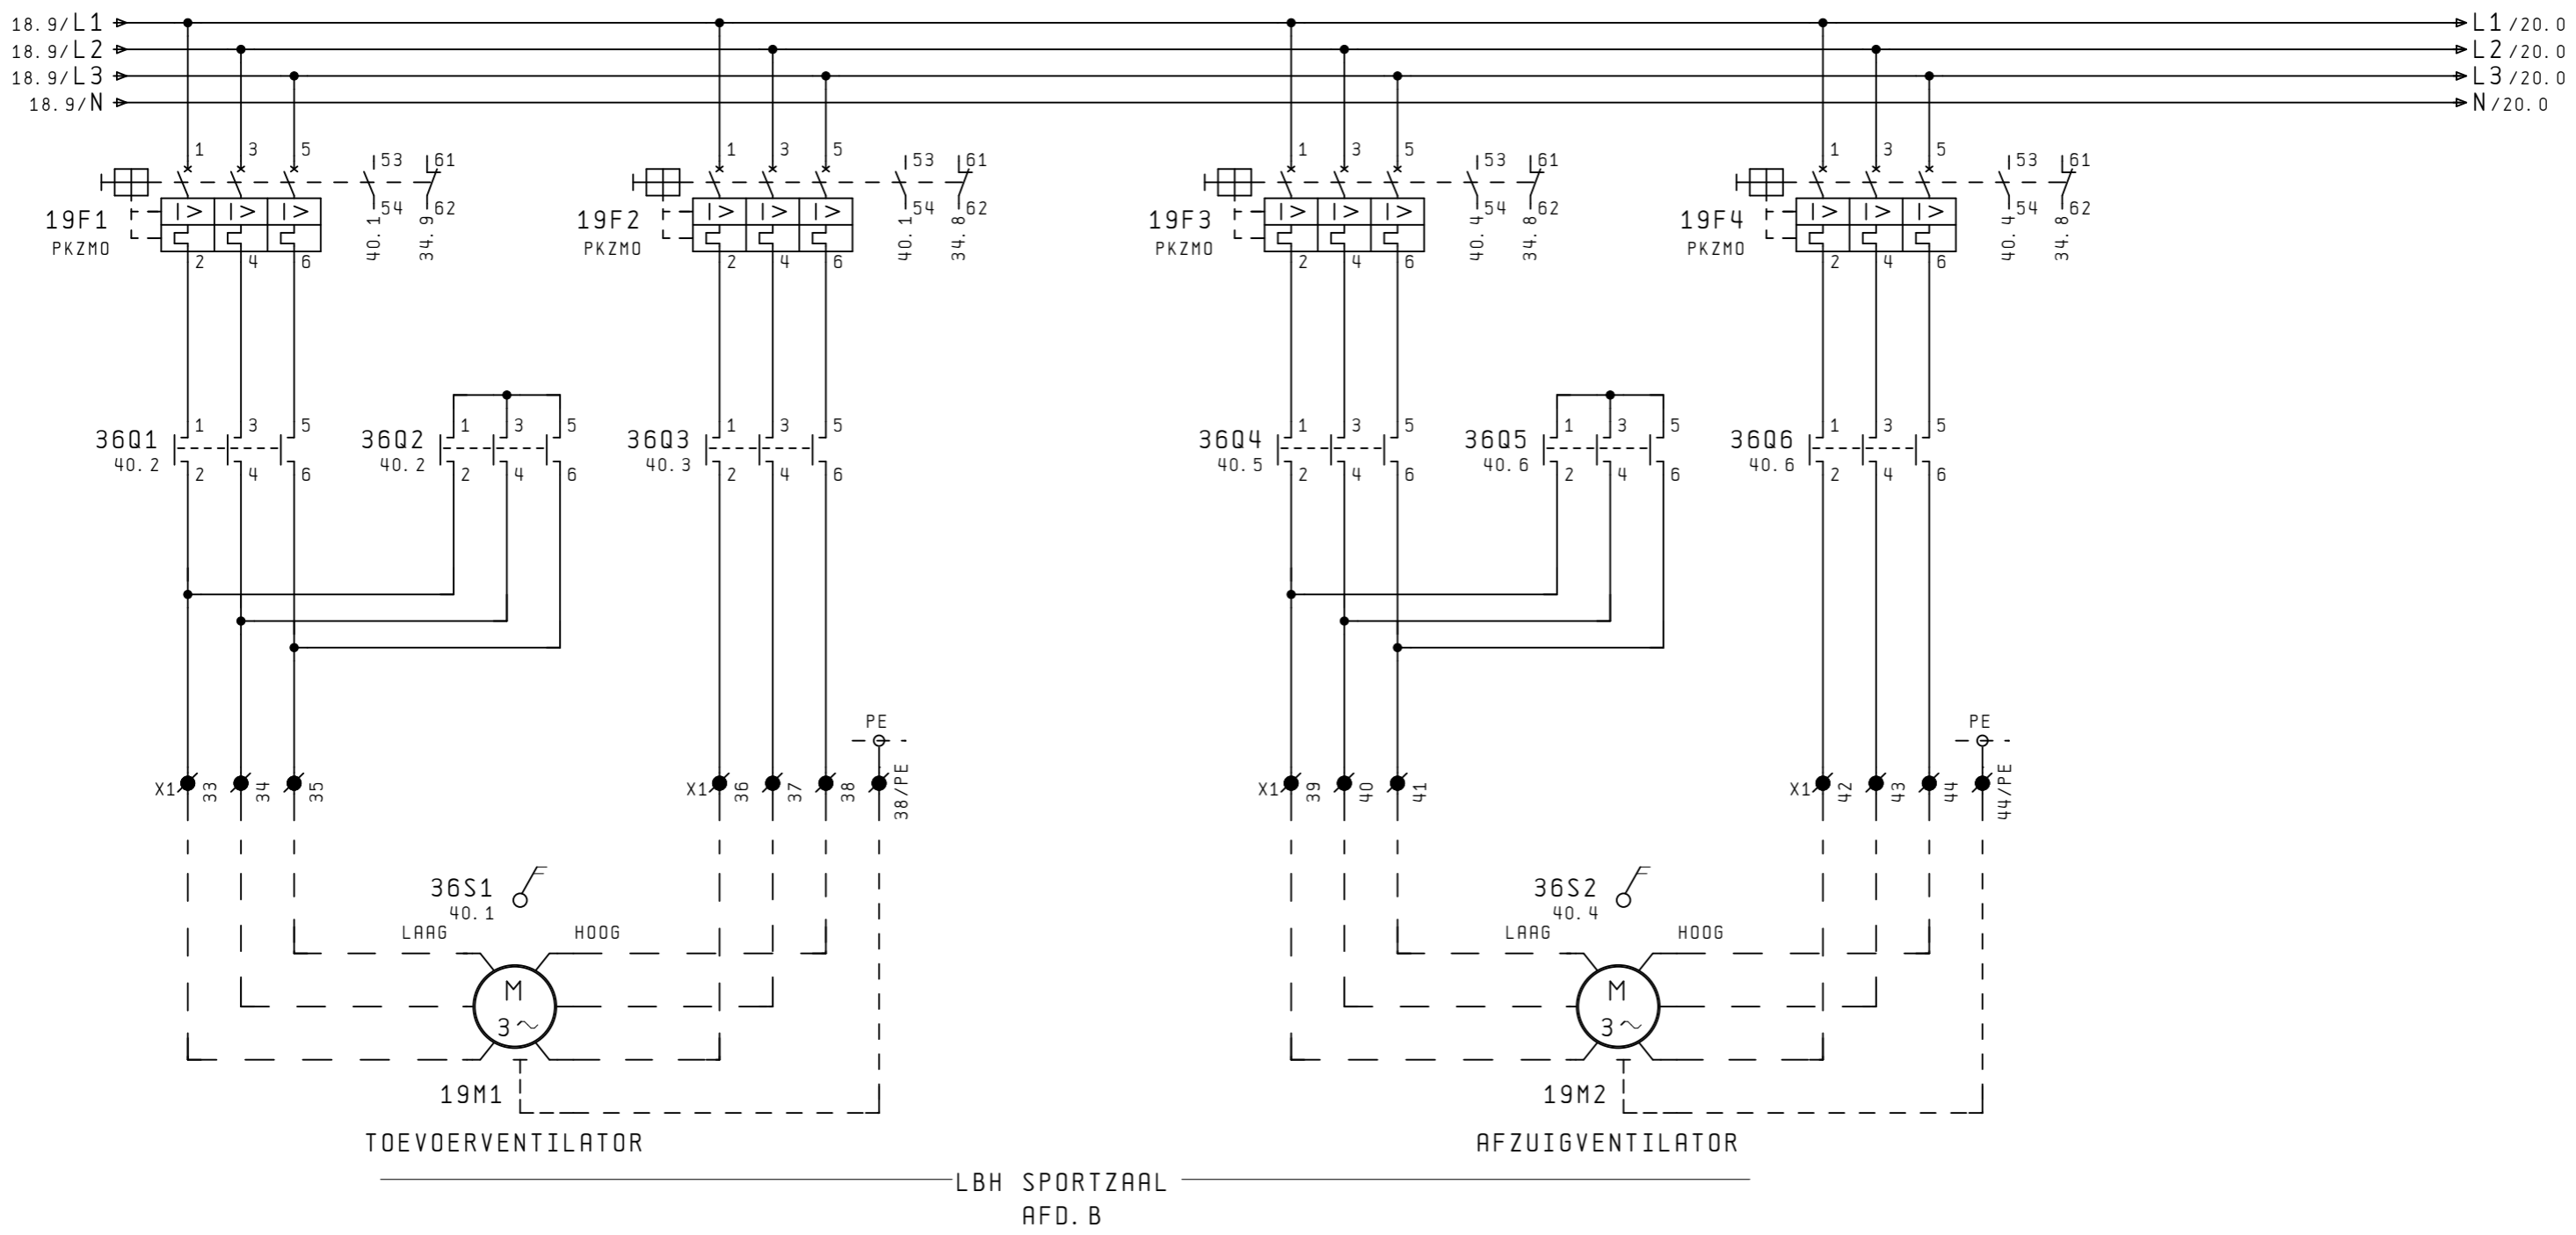 18.9/L1 L1/20.0
18.9/L2 L2/20.0
18.9/L3 L3/20.0
18.9/N N/20.0
1 3 5 53 61 1 3 5 53 61 1 3 5 53 61 1 3 5 53 61
54 62 54 62 54 62 54 62
19F1 I> I> I> 40.1 34.9 19F2 I> I> I> 40.1 34.8 19F3 I> I> I> 40.4 34.8 19F4 I> I> I> 40.4 34.8
PKZMO PKZMO PKZMO PKZMO
2 4 6 2 4 6 2 4 6 2 4 6
1 3 5 1 3 5 1 3 5 1 3 5 1 3 5 1 3 5
36Q1 36Q2 36Q3 36Q4 36Q5 36Q6
40.2 40.2 40.3 40.5 40.6 40.6
2 4 6 2 4 6 2 4 6 2 4 6 2 4 6 2 4 6
PE PE
X1 33 34 35 X1 36 37 38 38/PE X1 39 40 41 X1 42 43 44 44/PE
36S1 36S2
40.1 40.4
LAAG HOOG LAAG HOOG
M M
3~ 3~
19M1 19M2
TOEVOERVENTILATOR AFZUIGVENTILATOR
LBH SPORTZAAL
AFD.B